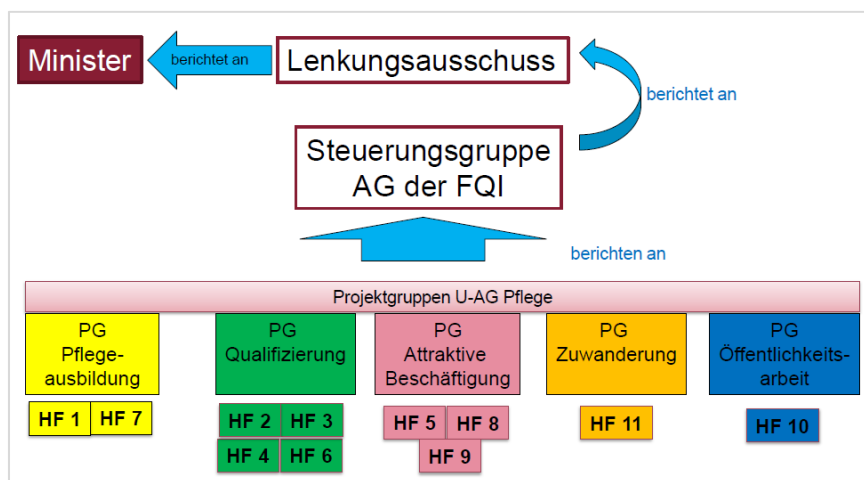 Minister
berichtet an
Lenkungsausschuss
berichtet an
Steuerungsgruppe
AG der FQI
berichten an
Projektgruppen U-AG Pflege
PG
Pflege-
ausbildung
PG
Qualifizierung
PG
Attraktive
Beschäftigung
PG
Zuwanderung
PG
Öffentlichkeits-
arbeit
HF 1 HF 7
HF 2 HF 3
HF 4 HF 6
HF 5 HF 8
HF 9
HF 11
HF 10